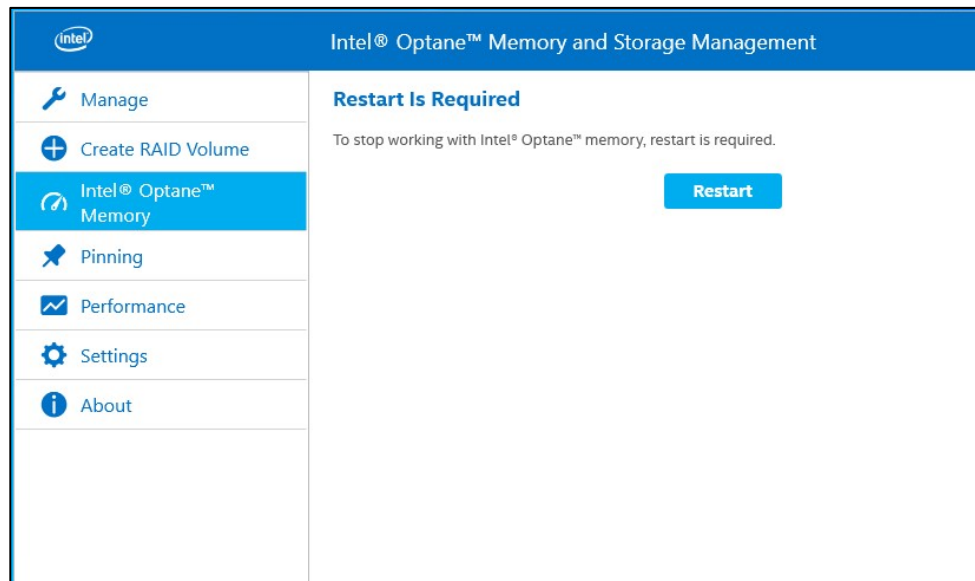 intel
Intel® Optane™ Memory and Storage Management
Manage
Create RAID Volume
Intel® Optane™
Memory
Pinning
Performance
Settings
About
Restart Is Required
To stop working with Intel® Optane™ memory, restart is required.
Restart